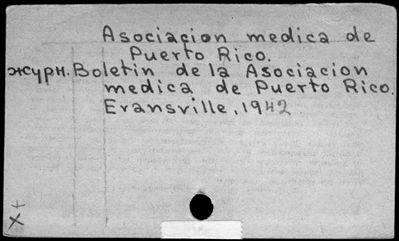 Asociacion medica de
Puerto Rico.
журн. Boletin de la Asociacion
medica de Puerto Rico.
Evansville, 1942
X+